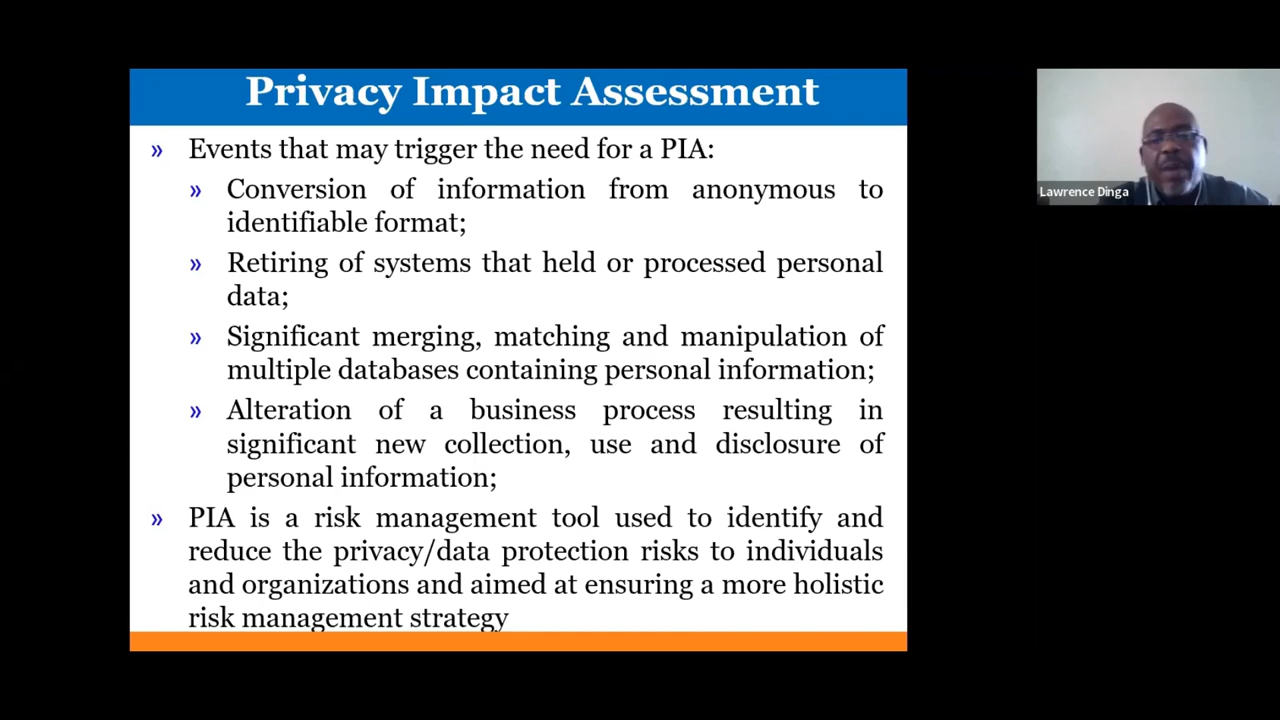 Privacy Impact Assessment
» Events that may trigger the need for a PIA:
» Conversion of information from anonymous to
identifiable format;
» Retiring of systems that held or processed personal
data;
» Significant merging, matching and manipulation of
multiple databases containing personal information;
» Alteration of a business process resulting in
significant new collection, use and disclosure of
personal information;
» PIA is a risk management tool used to identify and
reduce the privacy/data protection risks to individuals
and organizations and aimed at ensuring a more holistic
risk management strategy
Lawrence Dinga